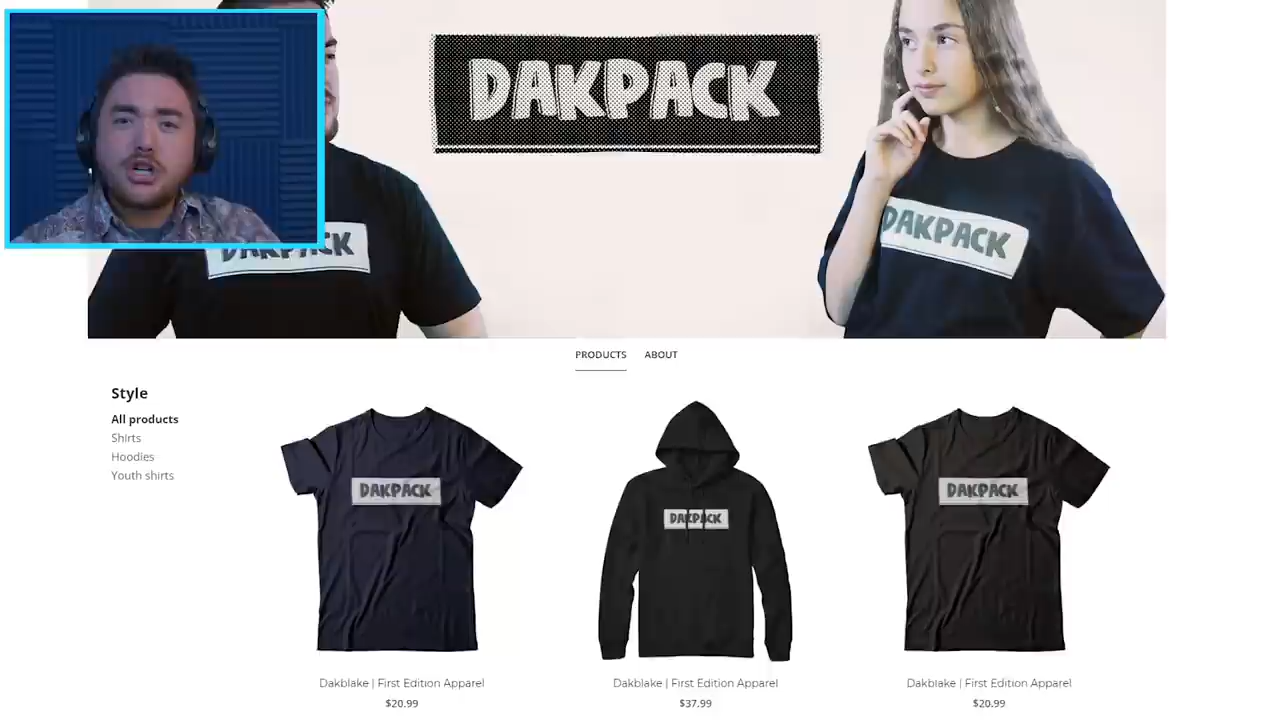 DAKPACK
DAKPACK
DAKPACK
PRODUCTS ABOUT
Style
All products
Shirts
Hoodies
Youth shirts
DAKPACK
DAKPACK
DAKPACK
Dakblake | First Edition Apparel
$20.99
Dakblake | First Edition Apparel
$37.99
Dakblake | First Edition Apparel
$20.99